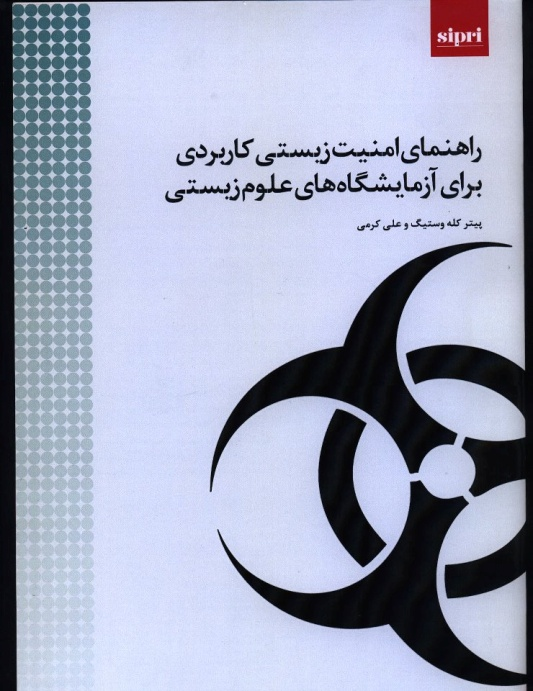 sipri
راهنمای امنیت زیستی کاربردی
برای آزمایشگاه‌های علوم زیستی
پیتر کله وستیگ و علی کرمی